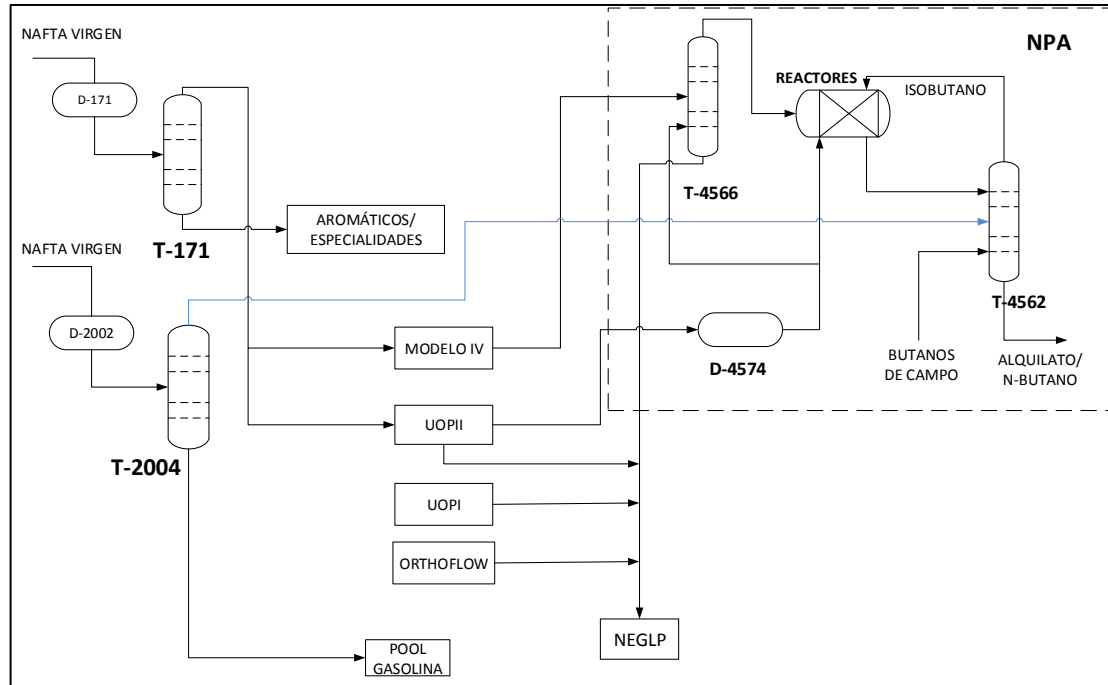 NAFTA VIRGEN
D-171
T-171
AROMÁTICOS/
ESPECIALIDADES
NAFTA VIRGEN
D-2002
T-2004
MODELO IV
UOPII
UOPI
ORTHOFLOW
POOL
GASOLINA
NEGLP
NPA
REACTORES
ISOBUTANO
T-4566
T-4562
D-4574
BUTANOS
DE CAMPO
ALQUILATO/
N-BUTANO